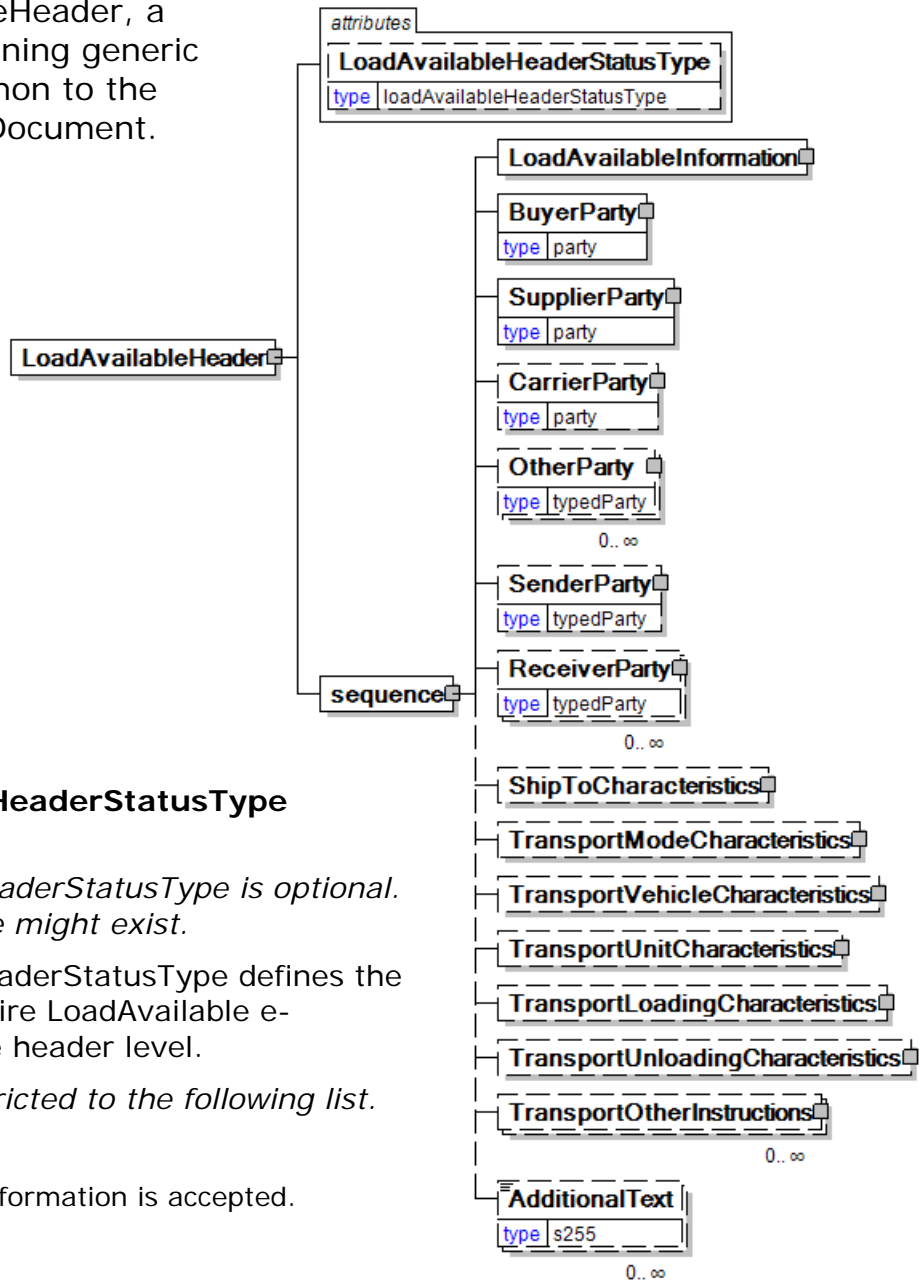 eHeader, a
ning generic
non to the
Document.
attributes
LoadAvailableHeaderStatusType
type loadAvailableHeaderStatusType
LoadAvailableInformation
BuyerParty
type party
SupplierParty
type party
LoadAvailableHeader
CarrierParty
type party
OtherParty
type typedParty
0.. ∞
SenderParty
type typedParty
sequence
ReceiverParty
type typedParty
0.. ∞
ShipToCharacteristics
HeaderStatusType
TransportModeCharacteristics
eaderStatusType is optional.
TransportVehicleCharacteristics
e might exist.
TransportUnitCharacteristics
eaderStatusType defines the
TransportLoadingCharacteristics
ire LoadAvailable e-
e header level.
TransportUnloadingCharacteristics
ricted to the following list.
TransportOtherInstructions
0.. ∞
formation is accepted.
AdditionalText
type s255
0.. ∞